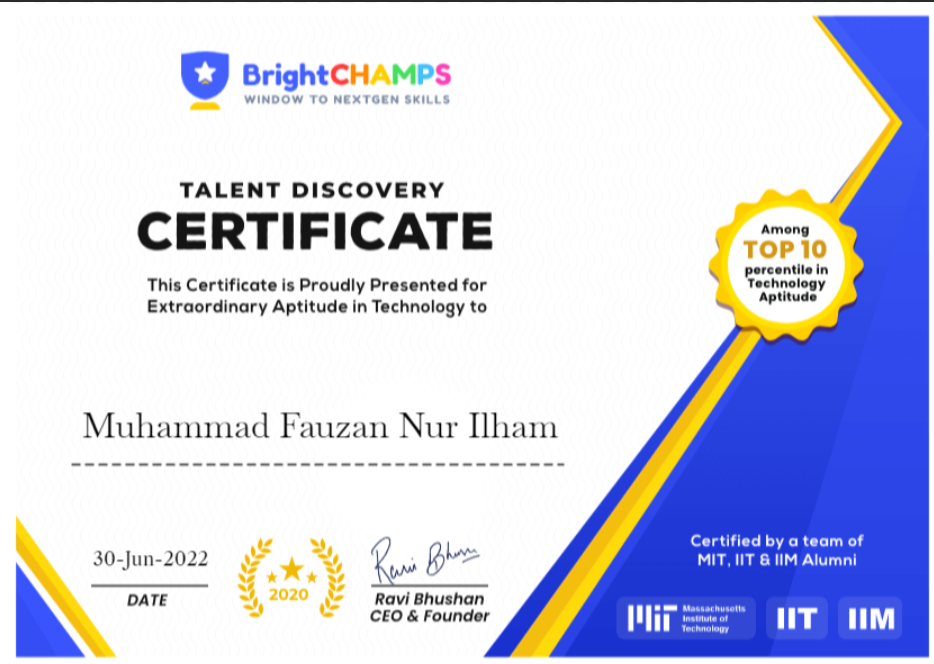 BrightCHAMPS
WINDOW TO NEXTGEN SKILLS
TALENT DISCOVERY
CERTIFICATE
This Certificate is Proudly Presented for
Extraordinary Aptitude in Technology to
Among
TOP 10
percentile in
Technology
Aptitude
Muhammad Fauzan Nur Ilham
30-Jun-2022
DATE
2020
Ravi Bhushan
Ravi Bhushan
CEO & Founder
Certified by a team of
MIT, IIT & IIM Alumni
MIT
Massachusetts
Institute of
Technology
IIT
IIM